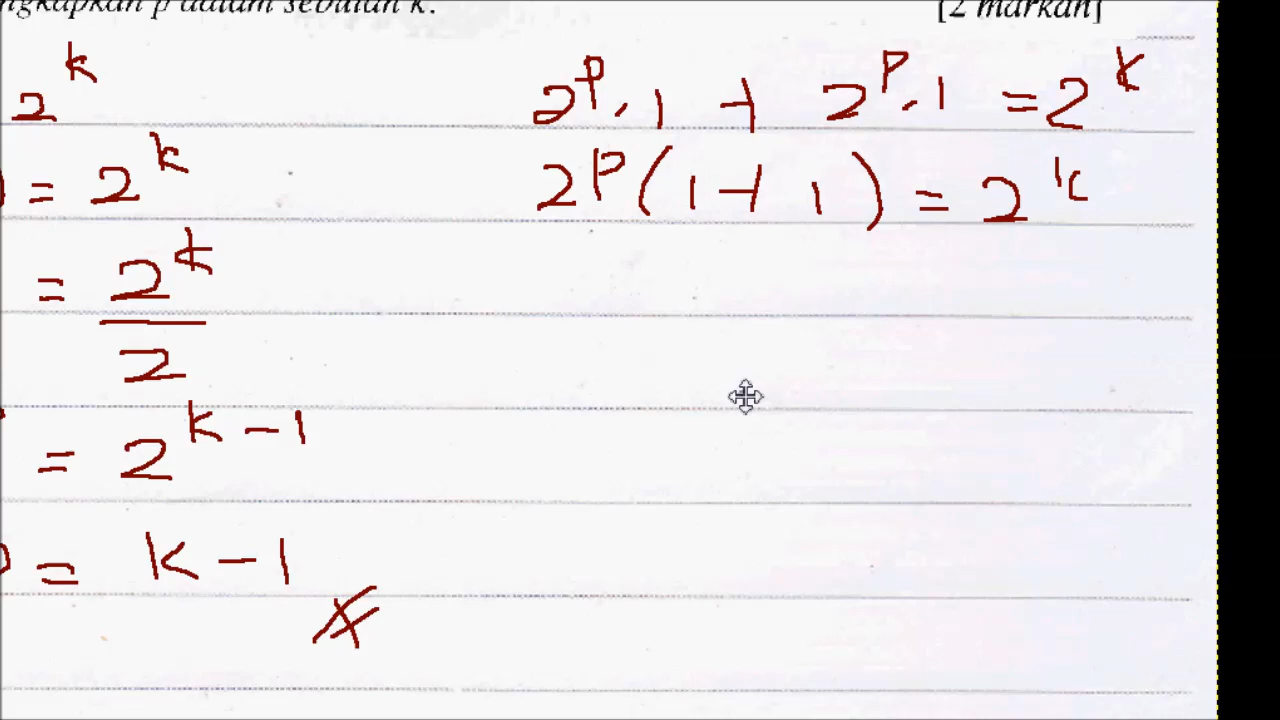 dalam sebutan k. [2 markah]
2^k
= 2^k
= 2^k / 2
= 2^(k - 1)
= k - 1
2^p . 1 + 2^p . 1 = 2^k
2^p (1 + 1) = 2^k